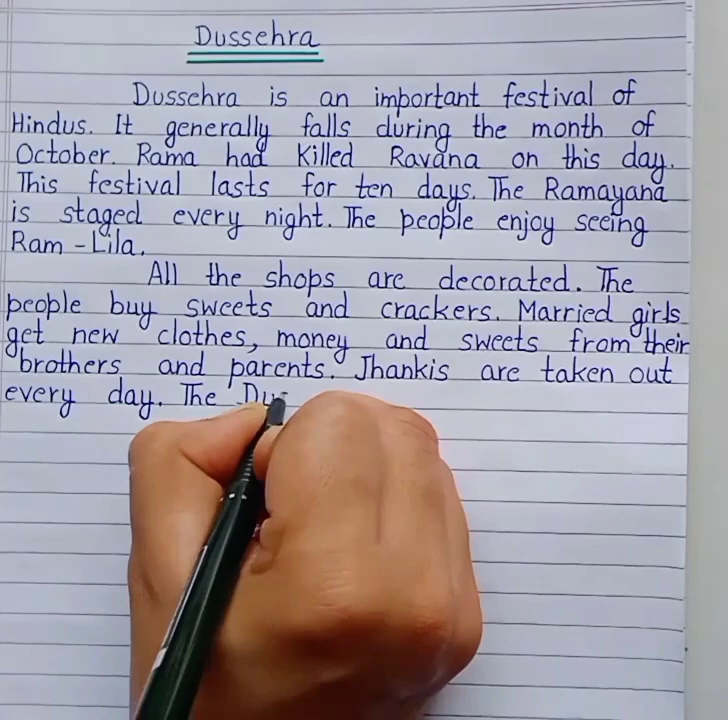 Dussehra
Dussehra is an important festival of
Hindus. It generally falls during the month of
October. Rama had Killed Ravana on this day.
This festival lasts for ten days. The Ramayana
is staged every night. The people enjoy seeing
Ram-Lila.
All the shops are decorated. The
people buy sweets and crackers. Married girls
get new clothes, money and sweets from their
brothers and parents. Jhankis are taken out
every day. The Dus